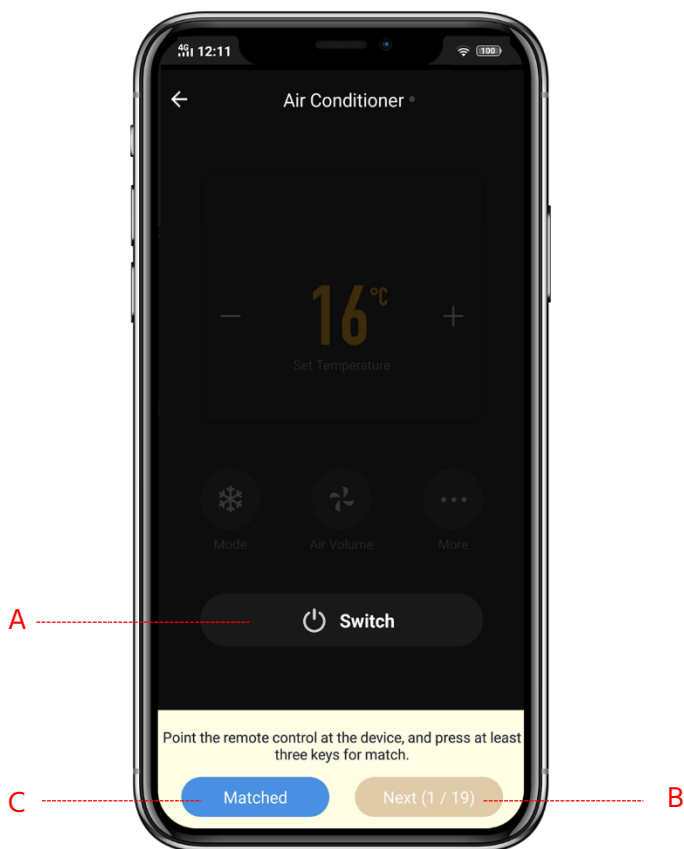 4G 12:11 100
Air Conditioner
16°C
Set Temperature
Mode Air Volume More
A
Switch
Point the remote control at the device, and press at least
three keys for match.
C Matched Next (1 / 19) B